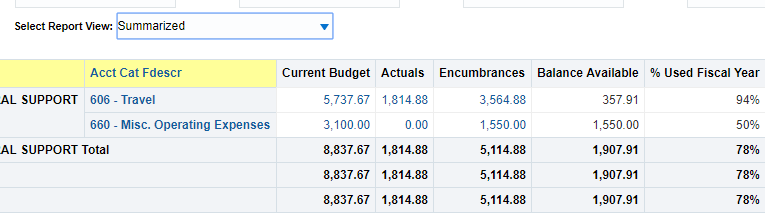 Select Report View: Summarized
Acct Cat Fdescr Current Budget Actuals Encumbrances Balance Available % Used Fiscal Year
AL SUPPORT 606 - Travel 5,737.67 1,814.88 3,564.88 357.91 94%
660 - Misc. Operating Expenses 3,100.00 0.00 1,550.00 1,550.00 50%
AL SUPPORT Total 8,837.67 1,814.88 5,114.88 1,907.91 78%
8,837.67 1,814.88 5,114.88 1,907.91 78%
8,837.67 1,814.88 5,114.88 1,907.91 78%